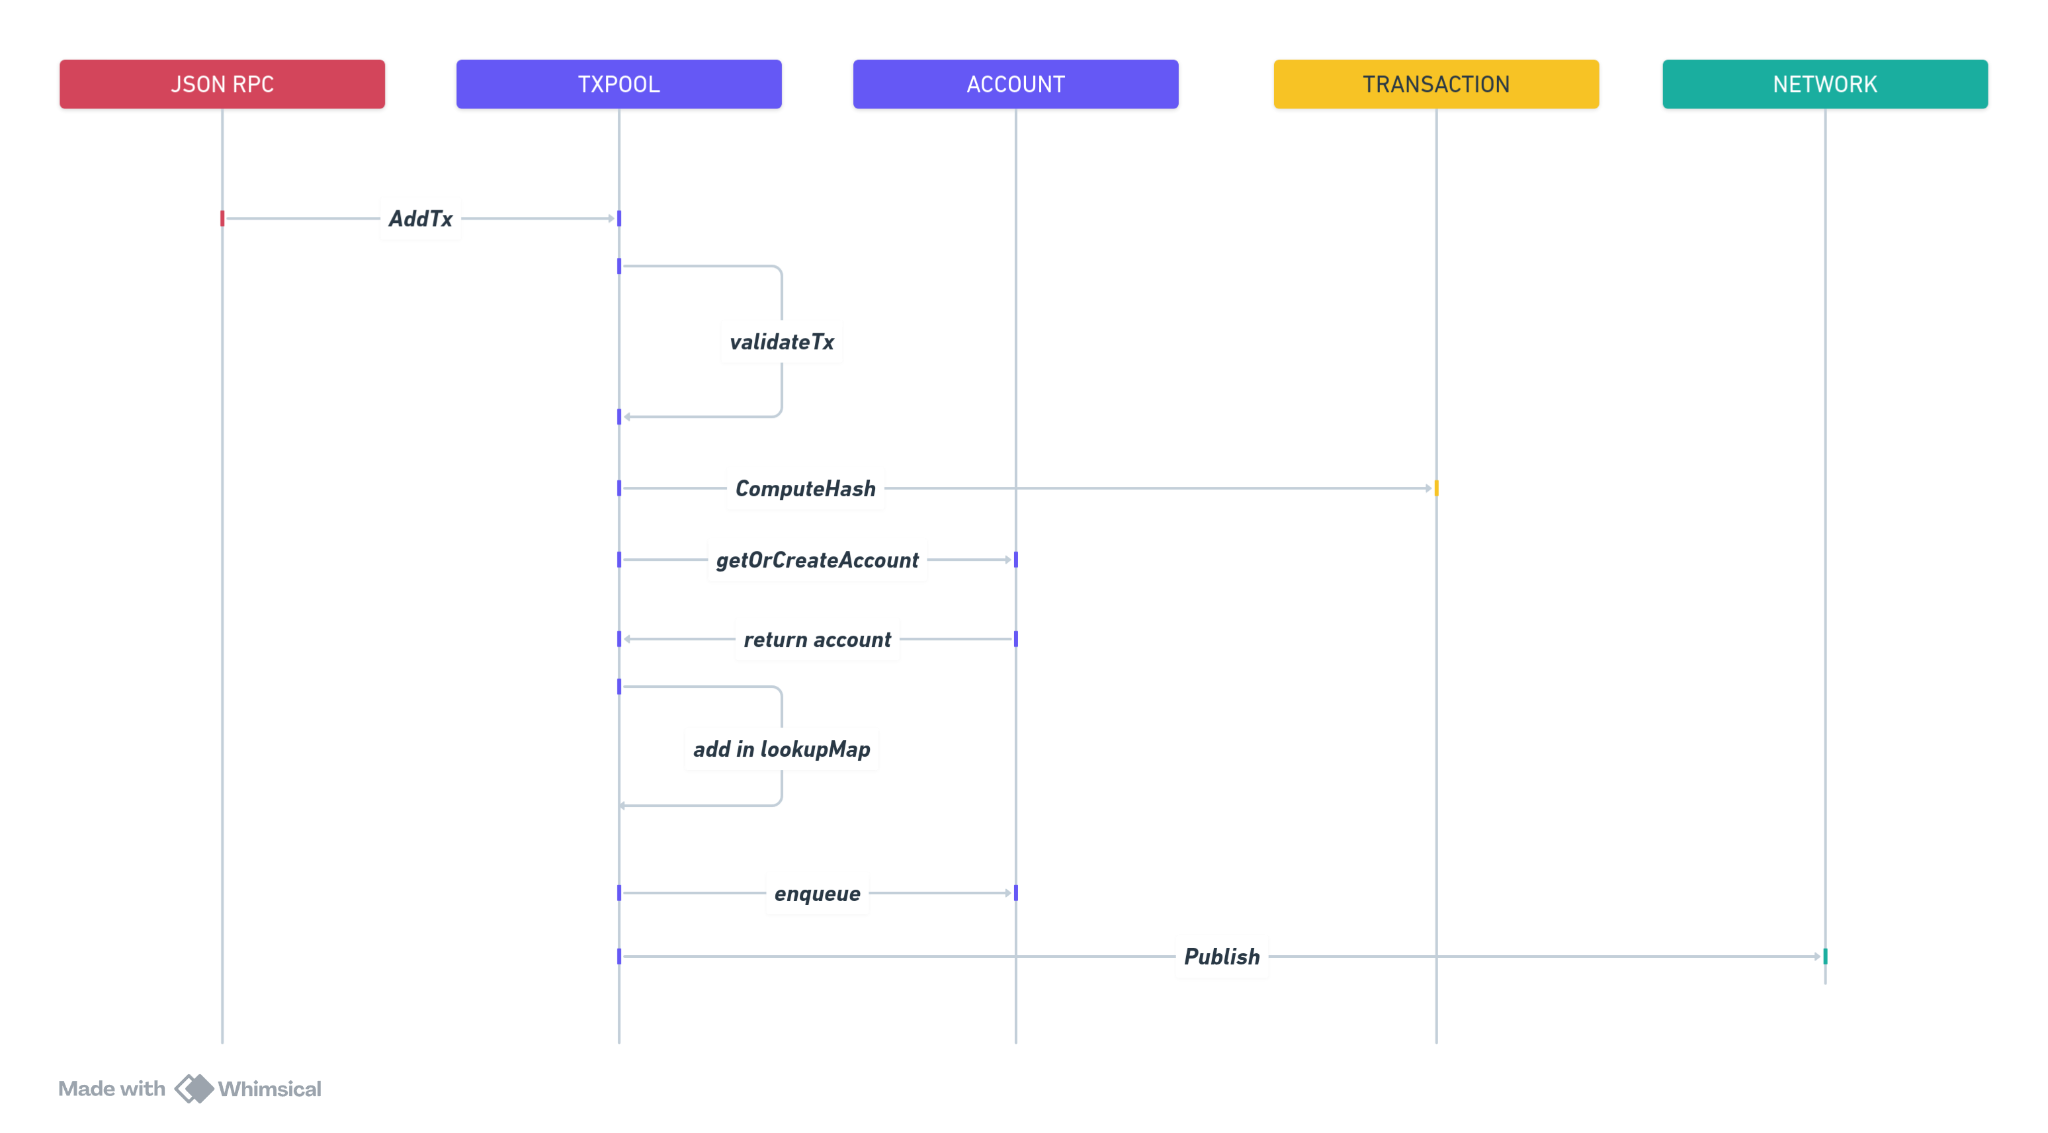 JSON RPC
TXPOOL
ACCOUNT
TRANSACTION
NETWORK
AddTx
validateTx
ComputeHash
getOrCreateAccount
return account
add in lookupMap
enqueue
Publish
Made with Whimsical